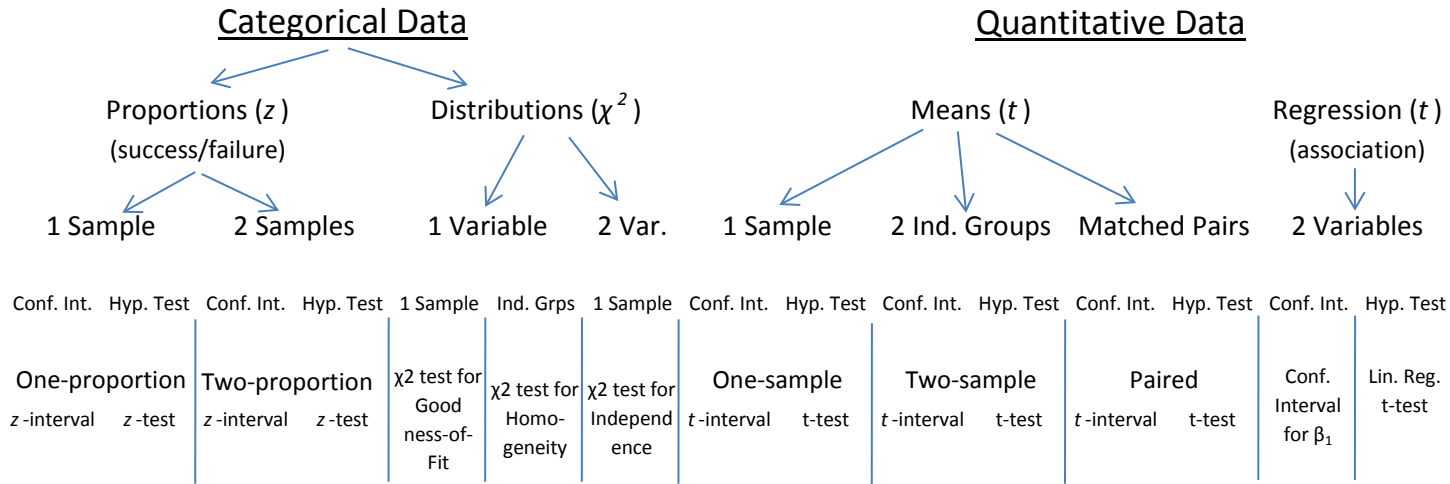 Categorical Data Quantitative Data
Proportions (z ) Distributions (χ² ) Means (t ) Regression (t )
(success/failure) (association)
1 Sample 2 Samples 1 Variable 2 Var. 1 Sample 2 Ind. Groups Matched Pairs 2 Variables
Conf. Int. Hyp. Test Conf. Int. Hyp. Test 1 Sample Ind. Grps 1 Sample Conf. Int. Hyp. Test Conf. Int. Hyp. Test Conf. Int. Hyp. Test Conf. Int. Hyp. Test
One-proportion
z -interval z -test
Two-proportion
z -interval z -test
χ2 test for
Good
ness-of-
Fit
χ2 test for
Homo-
geneity
χ2 test for
Independ
ence
One-sample
t -interval t-test
Two-sample
t -interval t-test
Paired
t -interval t-test
Conf.
Interval
for β₁
Lin. Reg.
t-test